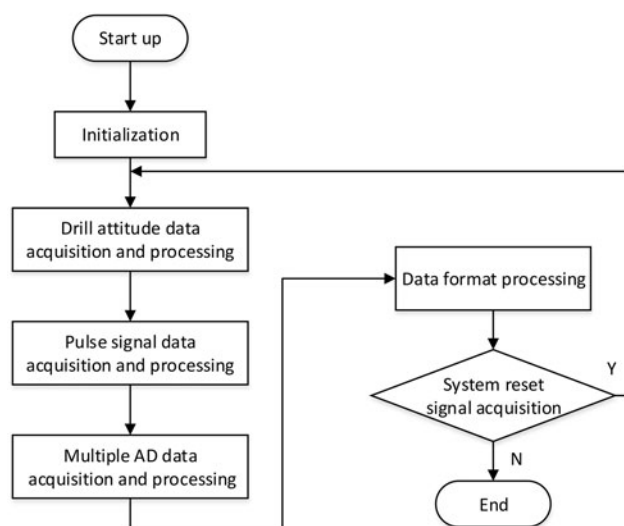 Start up
Initialization
Drill attitude data
acquisition and processing
Pulse signal data
acquisition and processing
Multiple AD data
acquisition and processing
Data format processing
System reset
signal acquisition
Y
N
End